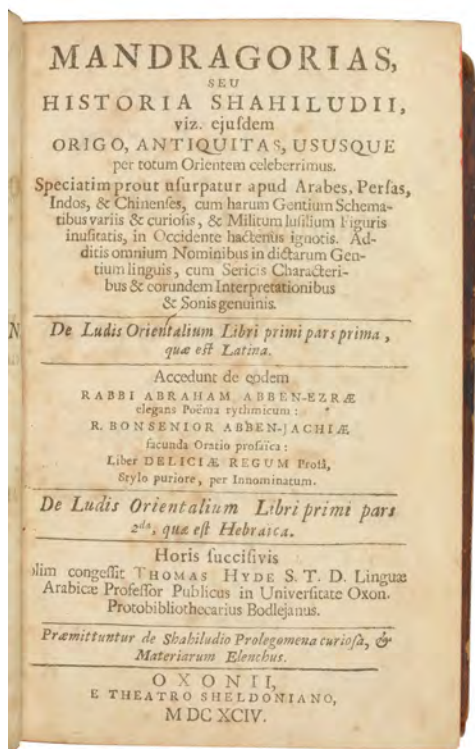 MANDRAGORIAS,
SEU
HISTORIA SHAHILUDII,
viz. ejuſdem
ORIGO, ANTIQUITAS, USUSQUE
per totum Orientem celeberrimus.
Speciatim prout uſurpatur apud Arabes, Perſas,
Indos, & Chinenſes, cum harum Gentium Schema-
tibus variis & curioſis, & Militum luſilium Figuris
inuſitatis, in Occidente hactenus ignotis. Ad-
ditis omnium Nominibus in dictarum Gen-
tium linguis, cum Sericis Characteri-
bus & eorundem Interpretationibus
& Sonis genuinis.
De Ludis Orientalium Libri primi pars prima,
quæ eſt Latina.
Accedunt de eodem
RABBI ABRAHAM ABBEN-EZRÆ
elegans Poëma rythmicum:
R. BONSENIOR ABBEN-JACHIÆ
facunda Oratio proſaica:
Liber DELICIÆ REGUM Proſâ,
Stylo puriore, per Innominatum.
De Ludis Orientalium Libri primi pars
2da, quæ eſt Hebraica.
Horis ſucciſivis
olim congeſſit THOMAS HYDE S. T. D. Linguæ
Arabicæ Profeſſor Publicus in Univerſitate Oxon.
Protobibliothecarius Bodlejanus.
Præmittuntur de Shahiludio Prolegomena curioſa, &
Materiarum Elenchus.
OXONII,
E THEATRO SHELDONIANO,
M DC XCIV.